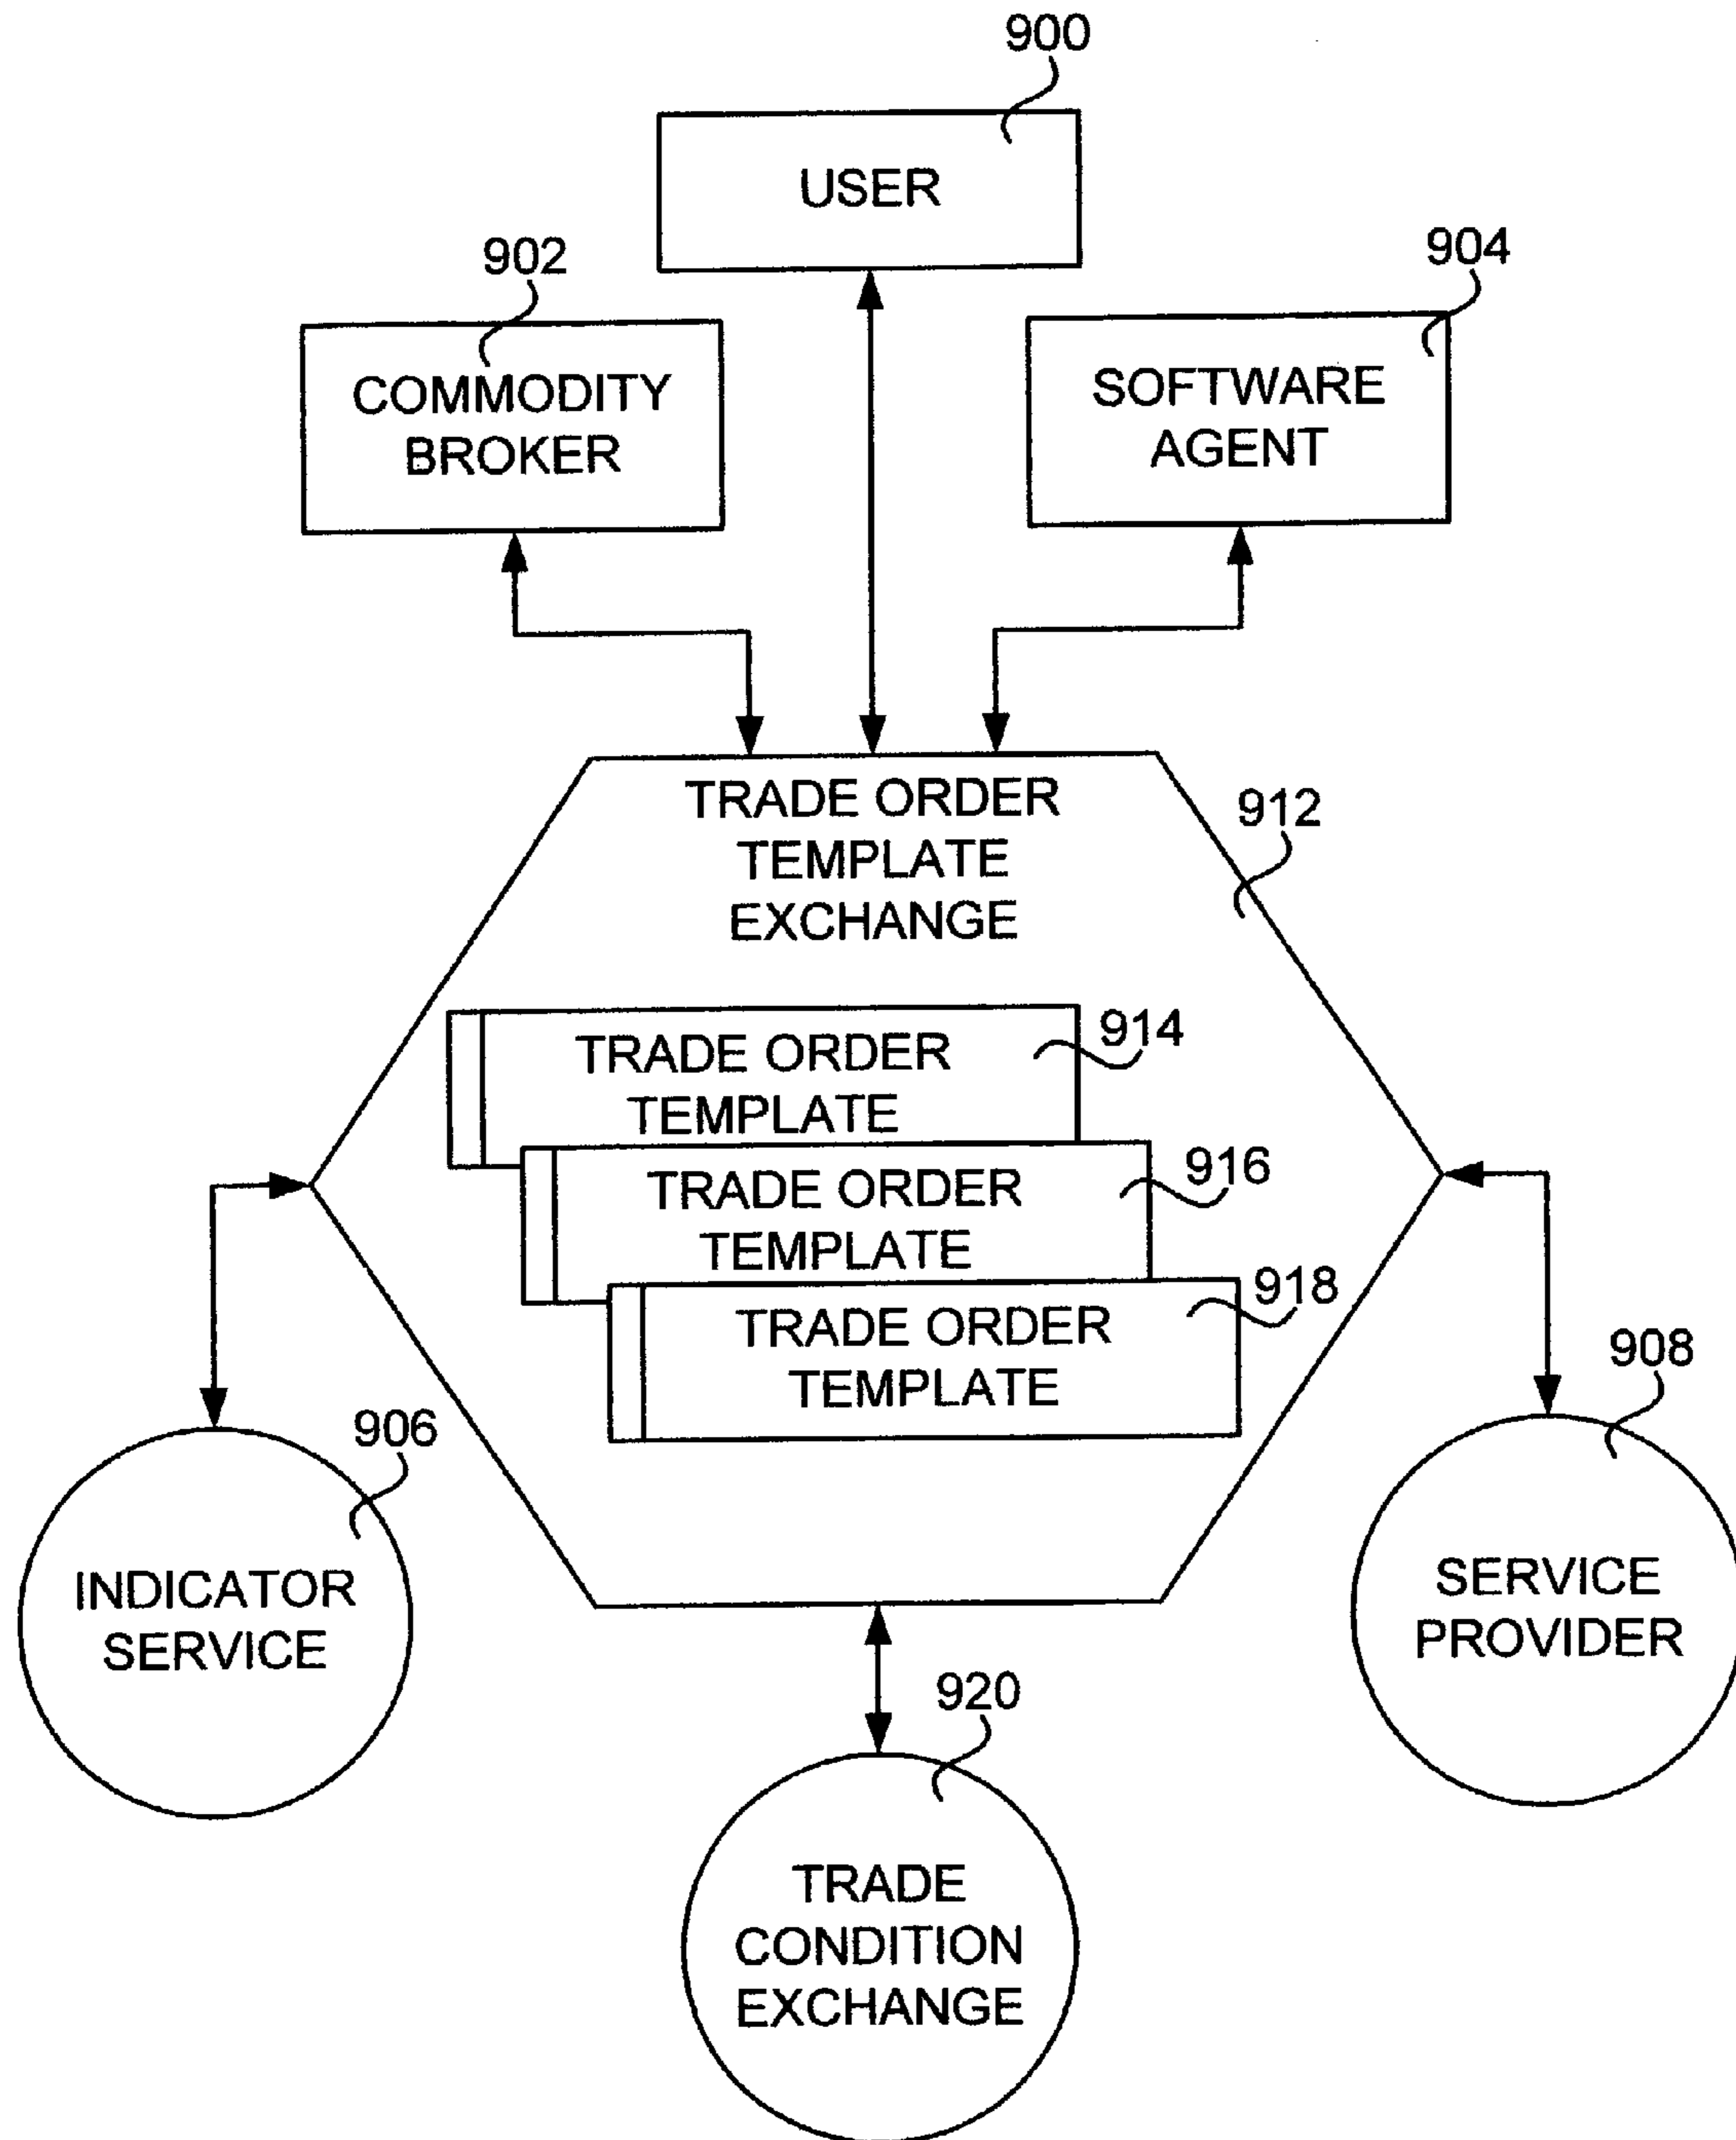 900
USER
902
904
COMMODITY
BROKER
SOFTWARE
AGENT
TRADE ORDER
TEMPLATE
EXCHANGE
912
TRADE ORDER
TEMPLATE
914
TRADE ORDER
TEMPLATE
916
TRADE ORDER
TEMPLATE
918
908
906
INDICATOR
SERVICE
SERVICE
PROVIDER
920
TRADE
CONDITION
EXCHANGE